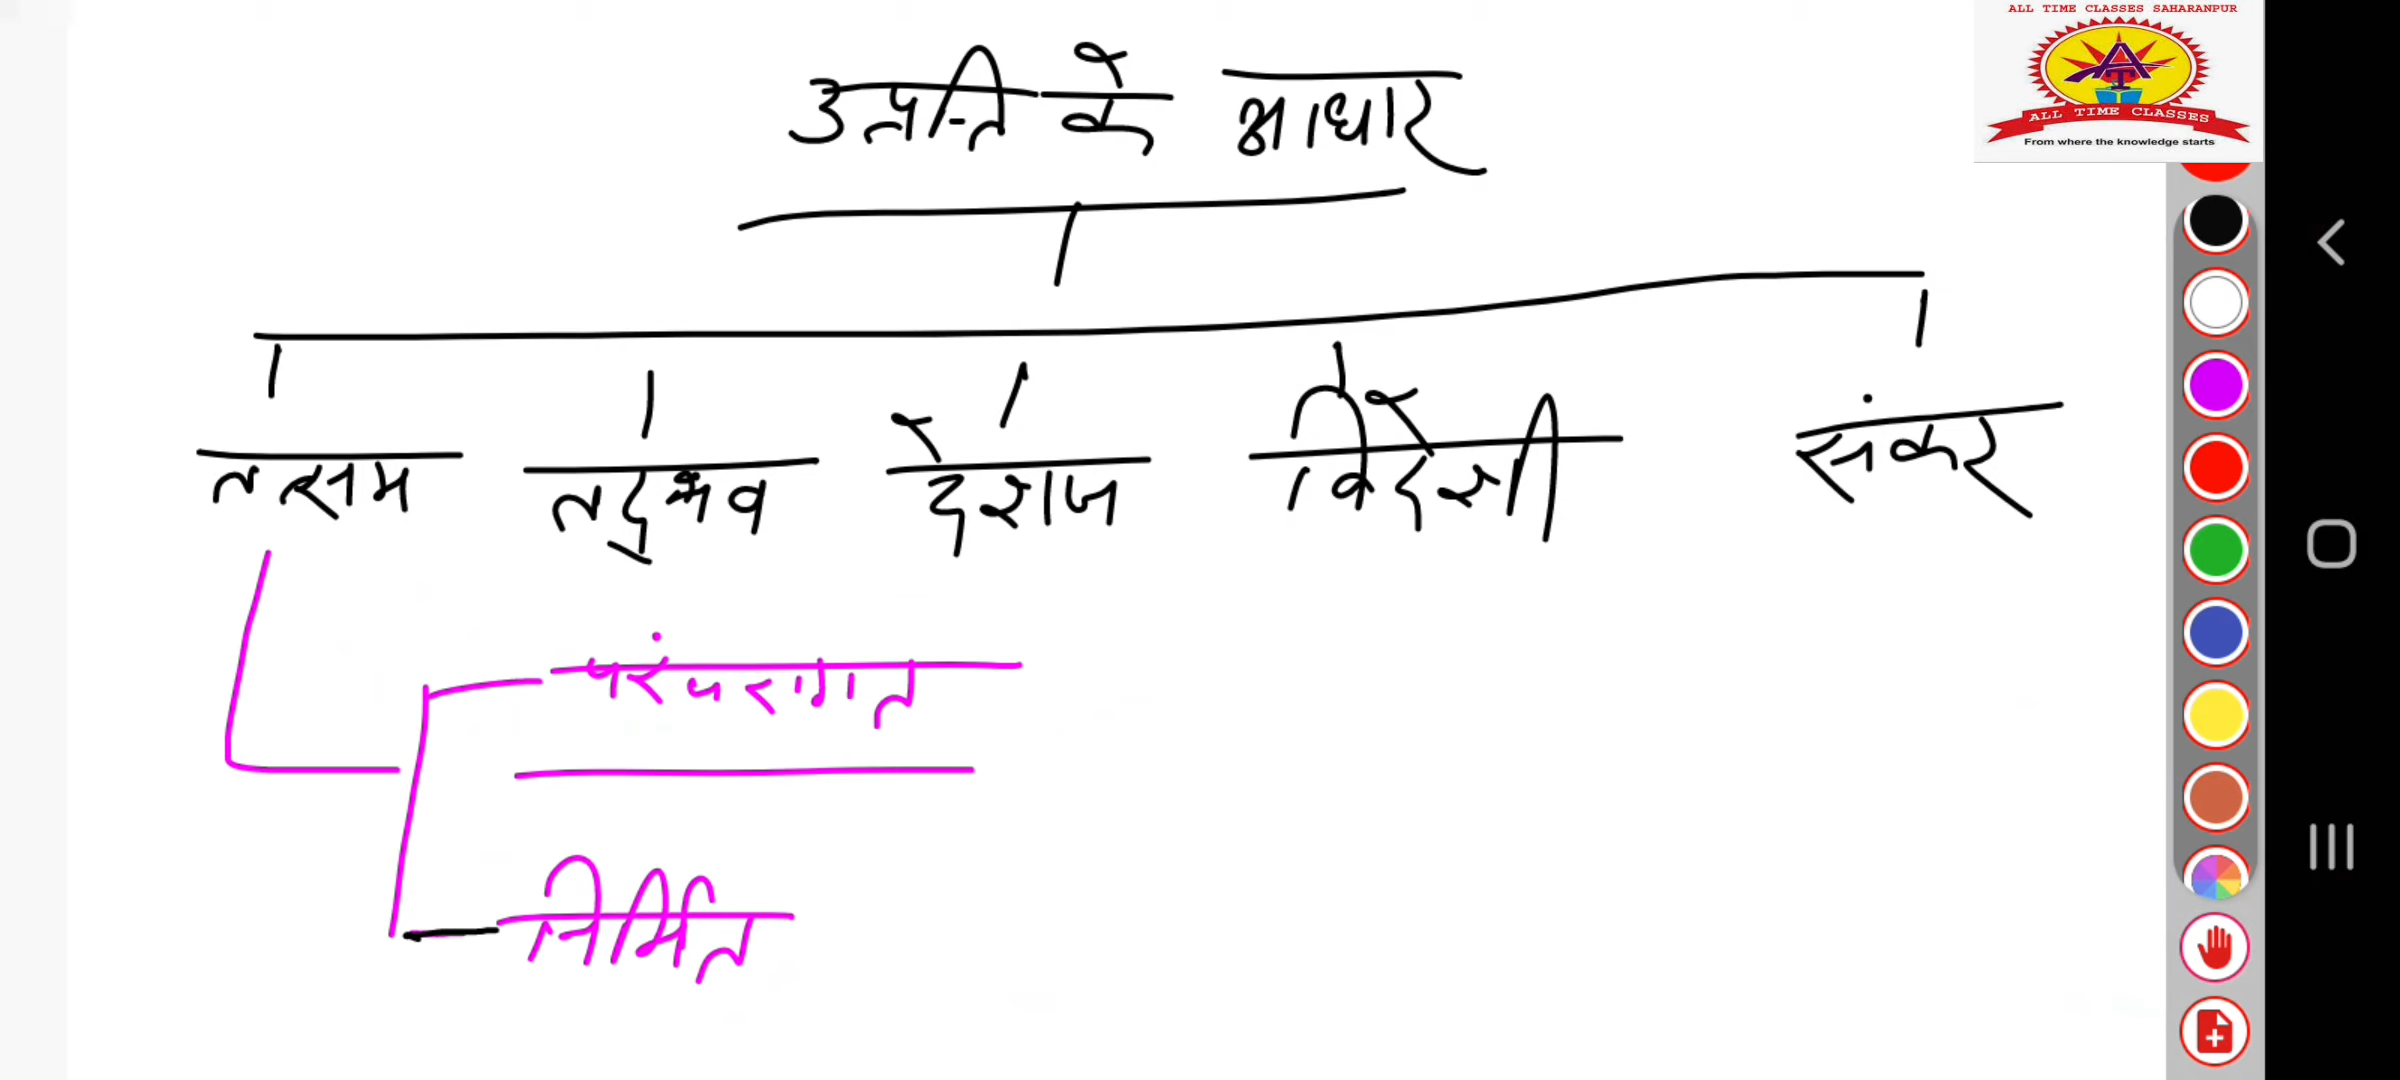 ALL TIME CLASSES SAHARANPUR
AT
ALL TIME CLASSES
From where the knowledge starts
उत्पत्ति के आधार
तत्सम तद्भव देशज विदेशी संकर
परंपरागत
निर्मित